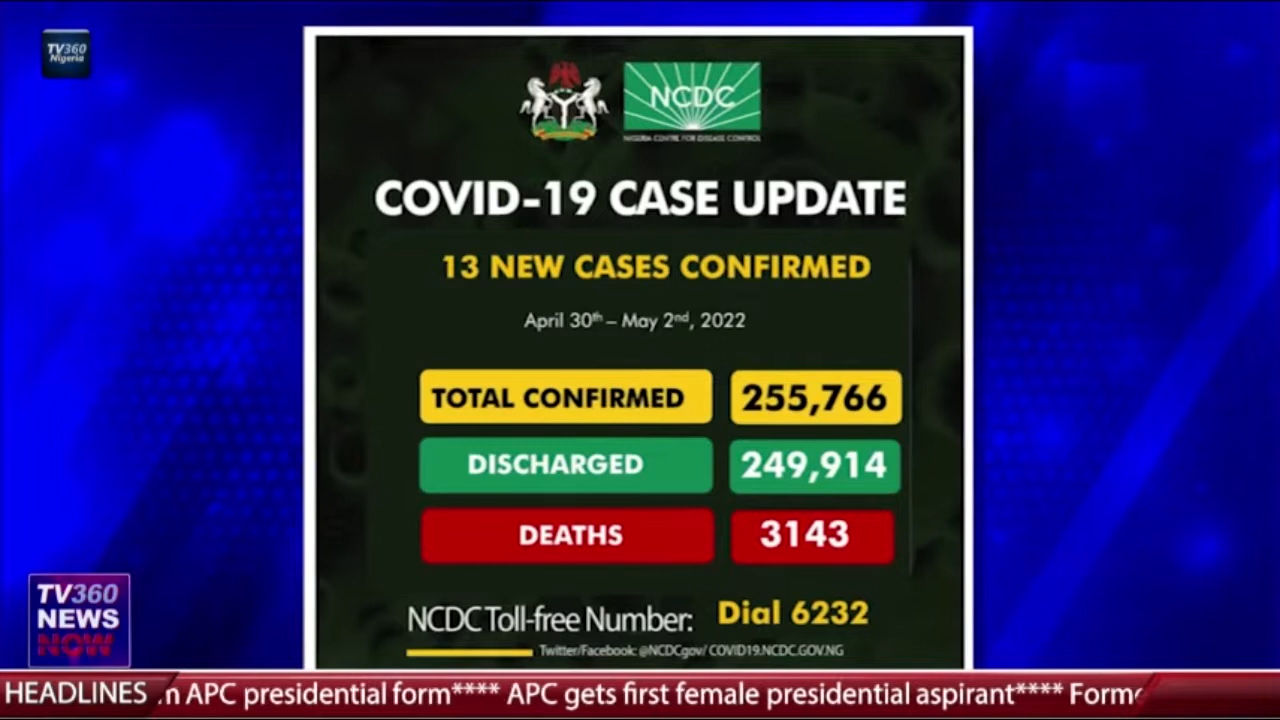 TV360
Nigeria
NCDC
NIGERIA CENTRE FOR DISEASE CONTROL
COVID-19 CASE UPDATE
13 NEW CASES CONFIRMED
April 30th – May 2nd, 2022
TOTAL CONFIRMED 255,766
DISCHARGED 249,914
DEATHS 3143
NCDC Toll-free Number: Dial 6232
Twitter/Facebook: @NCDCgov/ COVID19.NCDC.GOV.NG
TV360
NEWS
NOW
HEADLINES m APC presidential form**** APC gets first female presidential aspirant**** Forme